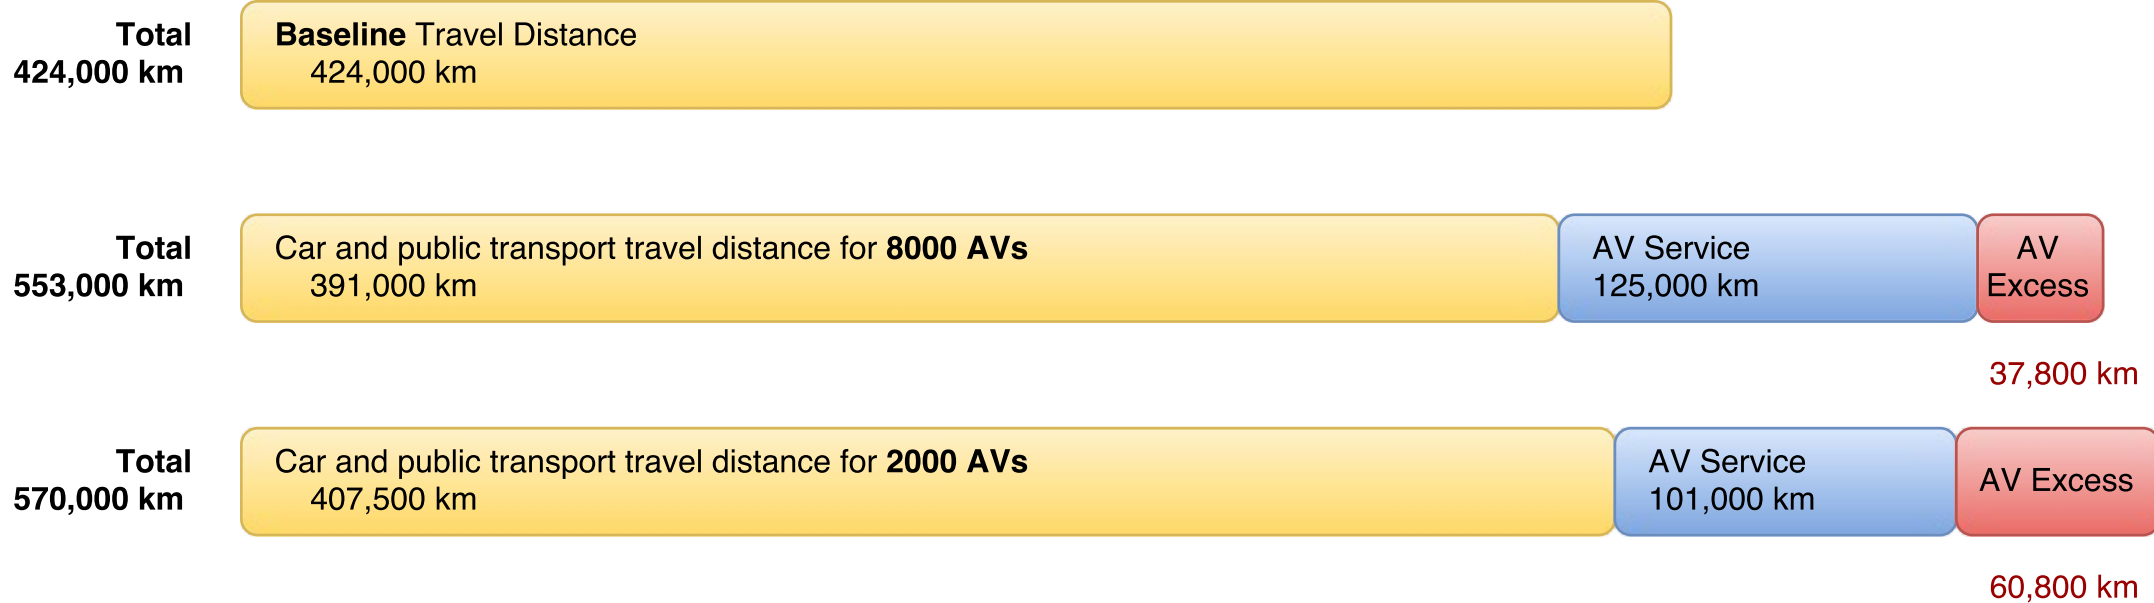 Total
424,000 km
Baseline Travel Distance
424,000 km
Total
553,000 km
Car and public transport travel distance for 8000 AVs
391,000 km
AV Service
125,000 km
AV
Excess
37,800 km
Total
570,000 km
Car and public transport travel distance for 2000 AVs
407,500 km
AV Service
101,000 km
AV Excess
60,800 km